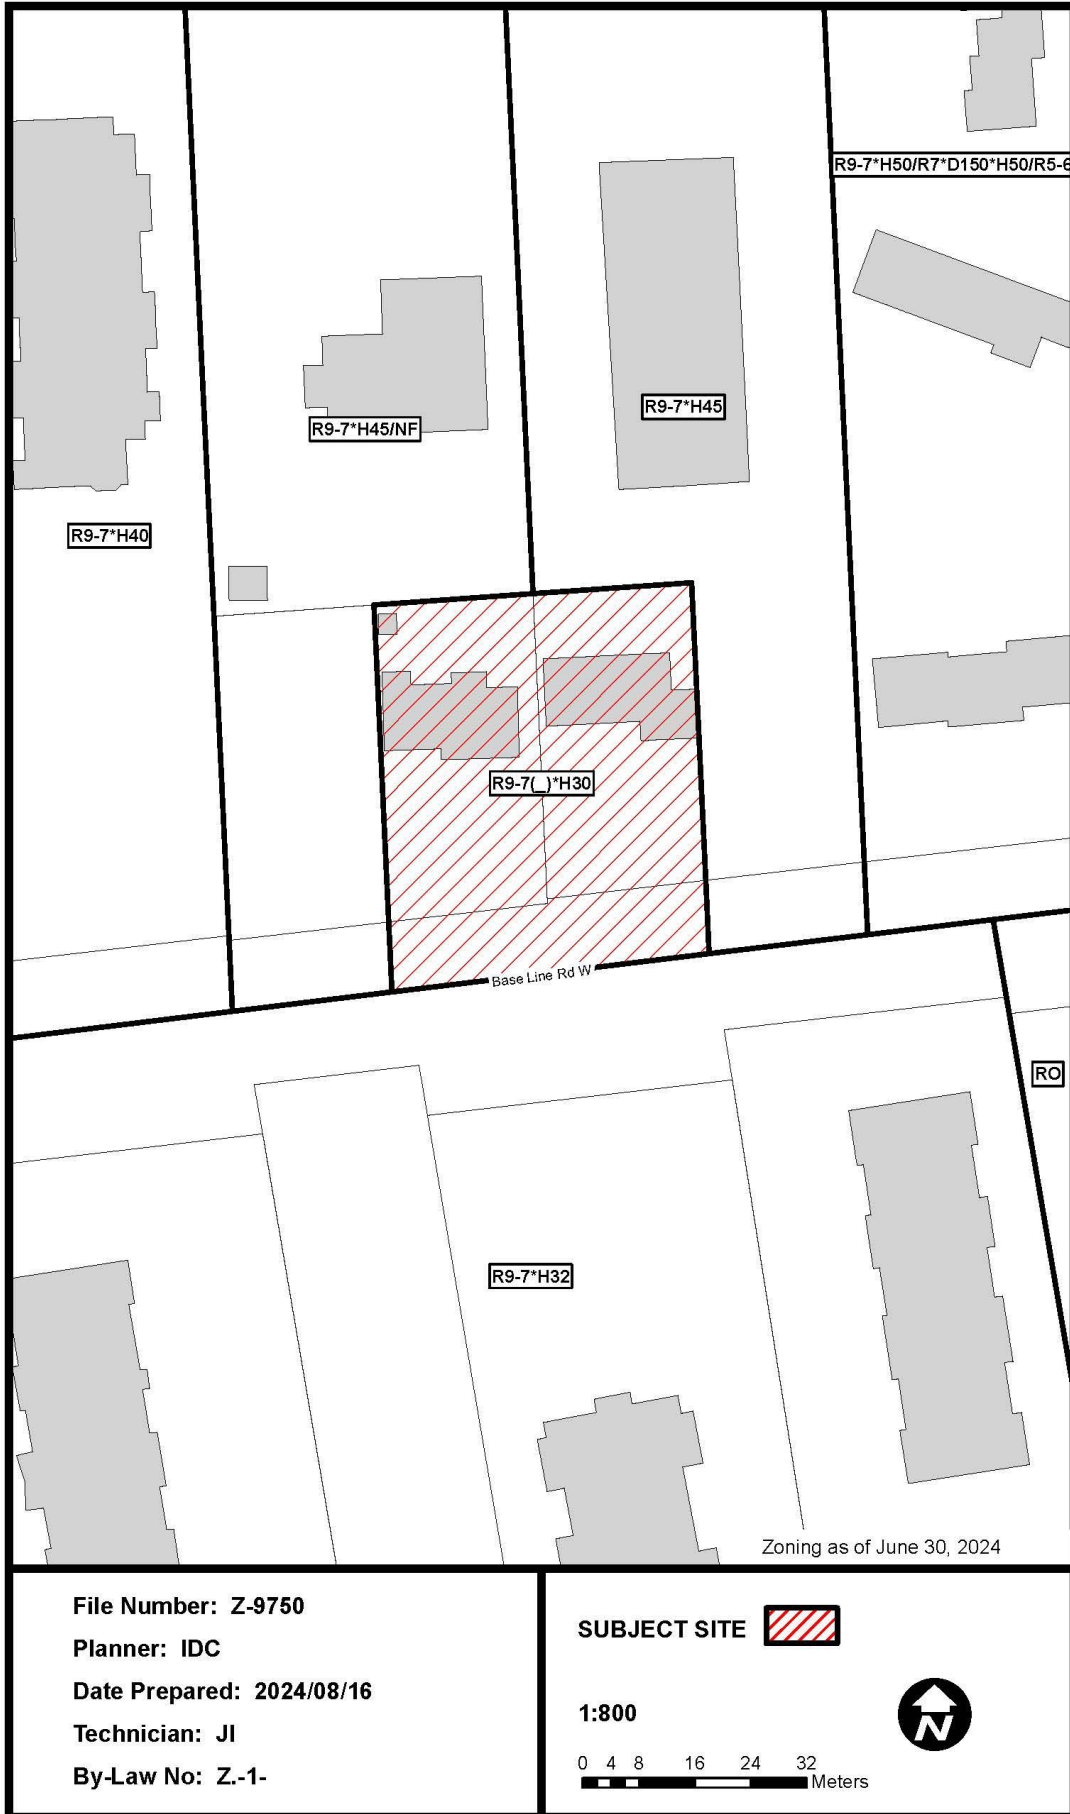 R9-7*H50/R7*D150*H50/R5-6
R9-7*H45
R9-7*H45/NF
R9-7*H40
R9-7(_)*H30
Base Line Rd W
RO
R9-7*H32
Zoning as of June 30, 2024
File Number: Z-9750
Planner: IDC
Date Prepared: 2024/08/16
Technician: JI
By-Law No: Z.-1-
SUBJECT SITE
1:800
N
0 4 8 16 24 32
Meters